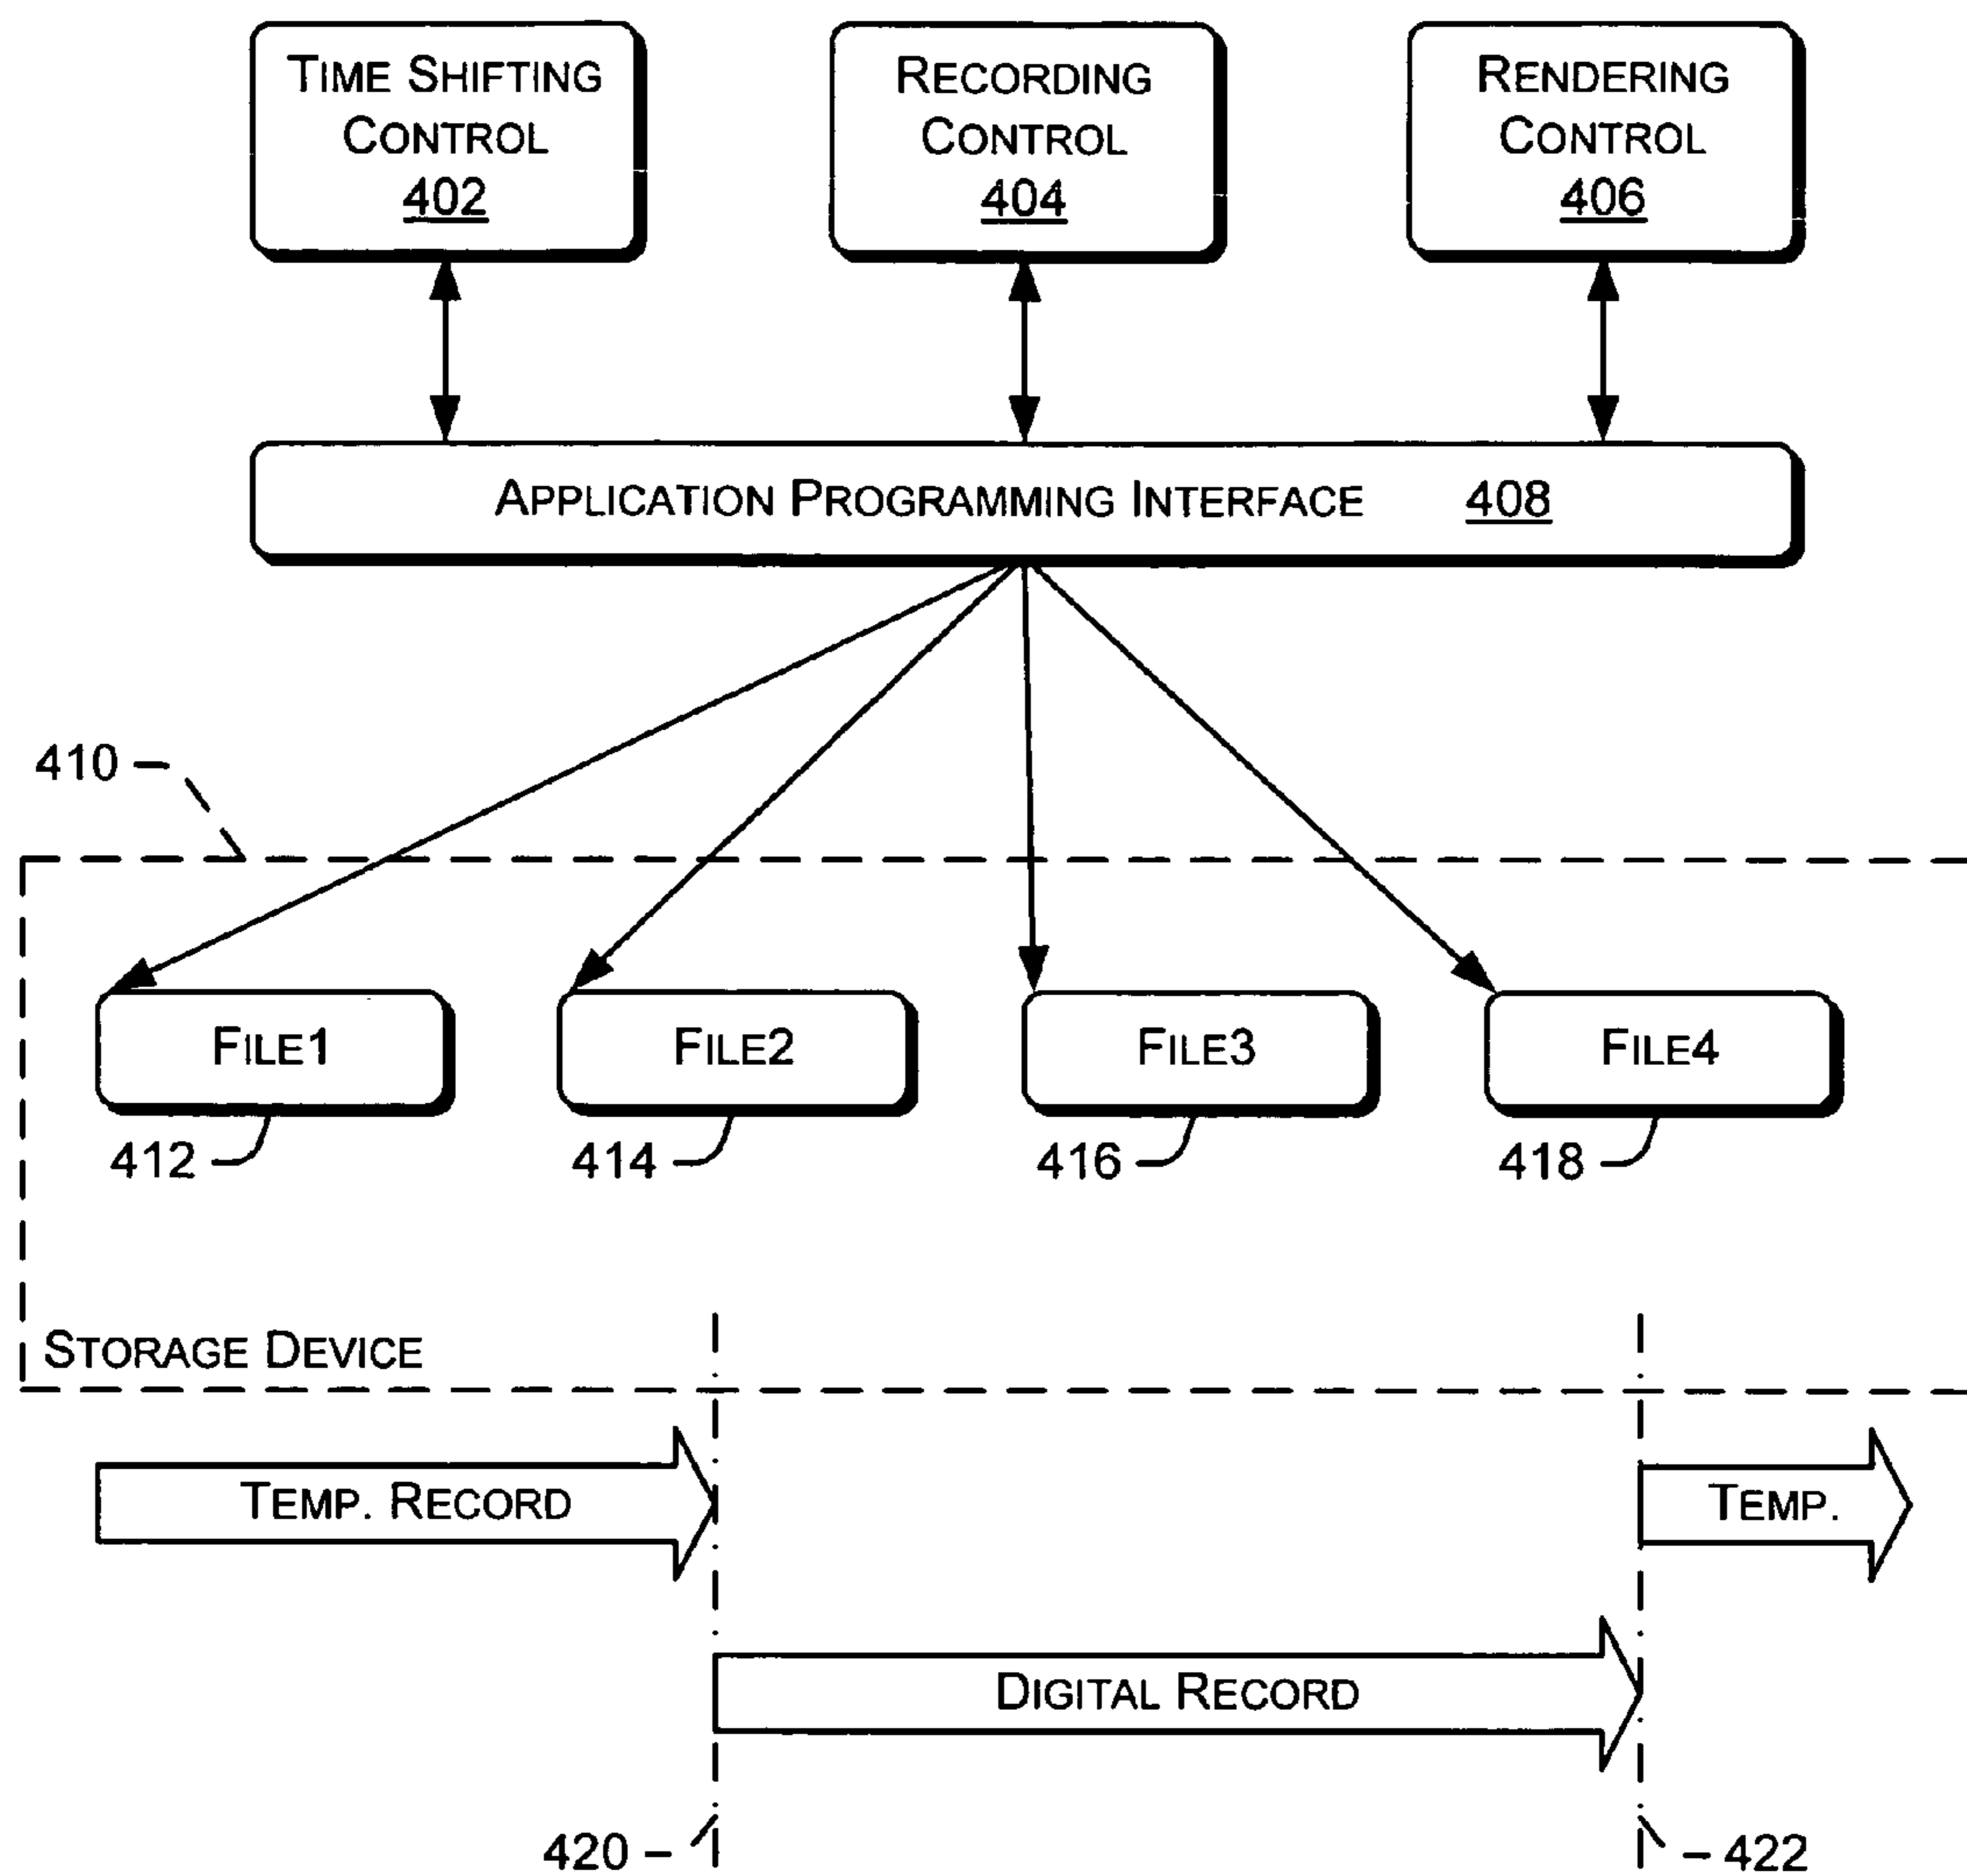 TIME SHIFTING
CONTROL
402
RECORDING
CONTROL
404
RENDERING
CONTROL
406
APPLICATION PROGRAMMING INTERFACE 408
410
FILE1
FILE2
FILE3
FILE4
412
414
416
418
STORAGE DEVICE
TEMP. RECORD
TEMP.
DIGITAL RECORD
420
422